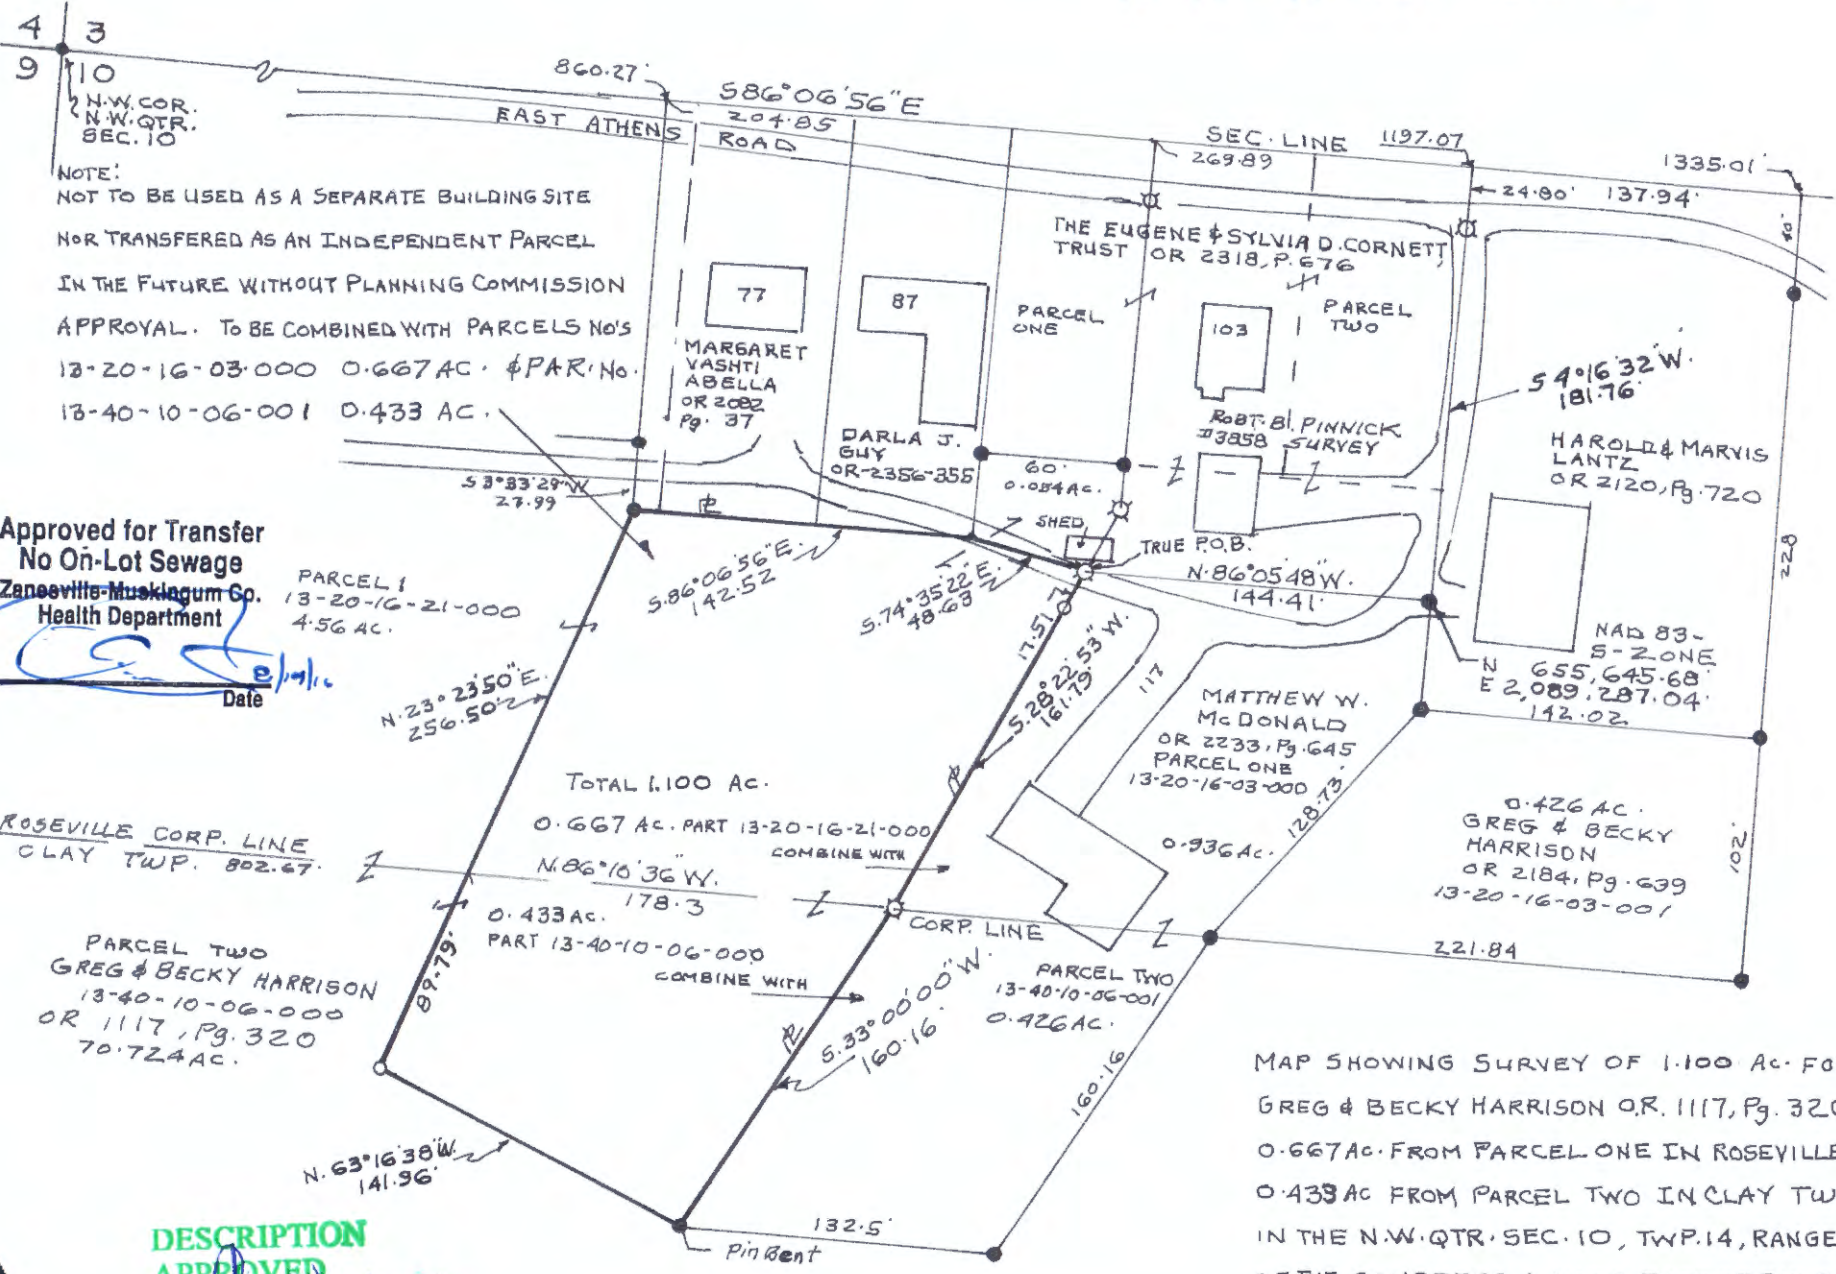 4 3
9 10
N.W. COR.
N.W. QTR.
SEC. 10
860.27'
S86°06'56"E
204.85
EAST ATHENS ROAD
SEC. LINE
1197.07
269.89
1335.01'
24.80' 137.94'
40'
NOTE:
NOT TO BE USED AS A SEPARATE BUILDING SITE
NOR TRANSFERED AS AN INDEPENDENT PARCEL
IN THE FUTURE WITHOUT PLANNING COMMISSION
APPROVAL. TO BE COMBINED WITH PARCELS NO'S
13-20-16-03-000 0.667 AC. & PAR. No.
13-40-10-06-001 0.433 AC.
THE EUGENE & SYLVIA D. CORNETT,
TRUST OR 2318, P. 676
77
87
PARCEL
ONE
103
PARCEL
TWO
MARGARET
VASHTI
ABELLA
OR 2082
Pg. 37
DARLA J.
GUY
OR-2356-355
60'
0.084 AC.
ROBT. Bl. PINNICK
#3858 SURVEY
S 4°16'32"W.
181.76'
HAROLD & MARVIS
LANTZ
OR 2120, Pg. 720
228
S 3°33'29"W
27.99
SHED
TRUE P.O.B.
N.86°05'48"W.
144.41'
S.86°06'56"E.
142.52
S.74°35'22"E.
48.63'
17.51
S.28°22'53"W.
161.79'
117
Approved for Transfer
No On-Lot Sewage
Zanesville-Muskingum Co.
Health Department
Date
PARCEL 1
13-20-16-21-000
4.56 AC.
N.23°23'50"E.
256.50'
NAD 83-
S-ZONE
N 655,645.68'
E 2,089,287.04'
142.02
MATTHEW W.
McDONALD
OR 2233, Pg. 645
PARCEL ONE
13-20-16-03-000
128.73'
0.936 AC.
0.426 AC.
GREG & BECKY
HARRISON
OR 2184, Pg. 639
13-20-16-03-001
102'
TOTAL 1.100 AC.
0.667 AC. PART 13-20-16-21-000
COMBINE WITH
ROSEVILLE CORP. LINE
CLAY TWP. 802.67'
N.86°10'36"W.
178.3
0.433 AC.
PART 13-40-10-06-000
COMBINE WITH
CORP. LINE
221.84
PARCEL TWO
GREG & BECKY HARRISON
13-40-10-06-000
OR 1117, Pg. 320
70.724 AC.
89.79'
PARCEL TWO
13-40-10-06-001
0.426 AC.
S.33°00'00"W.
160.16'
160.16
N.63°16'38"W.
141.96'
132.5'
Pin Bent
MAP SHOWING SURVEY OF 1.100 AC. FO
GREG & BECKY HARRISON O.R. 1117, Pg. 320
0.667 AC. FROM PARCEL ONE IN ROSEVILLE
0.433 AC FROM PARCEL TWO IN CLAY TW
IN THE N.W. QTR. SEC. 10, TWP. 14, RANGE
DESCRIPTION
APPROVED